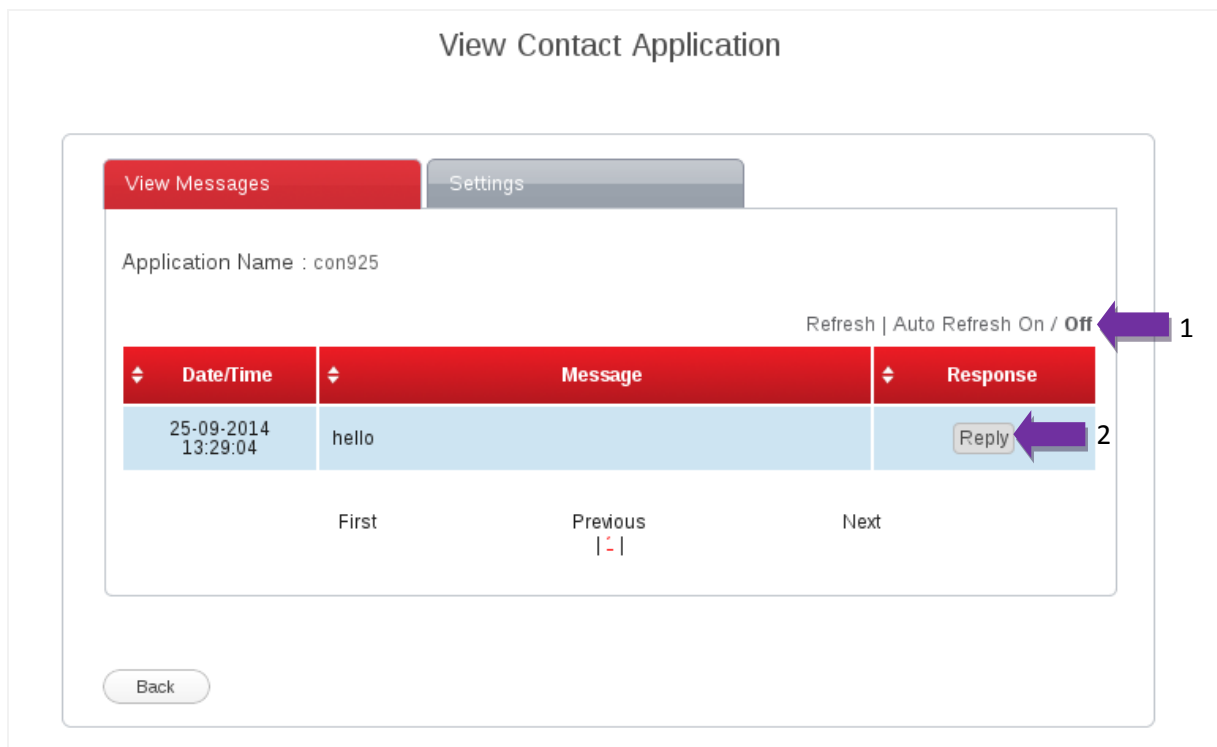 View Contact Application
View Messages
Settings
Application Name : con925
Refresh | Auto Refresh On / Off
1
Date/Time
Message
Response
25-09-2014
13:29:04
hello
Reply
2
First
Previous
Next
Back